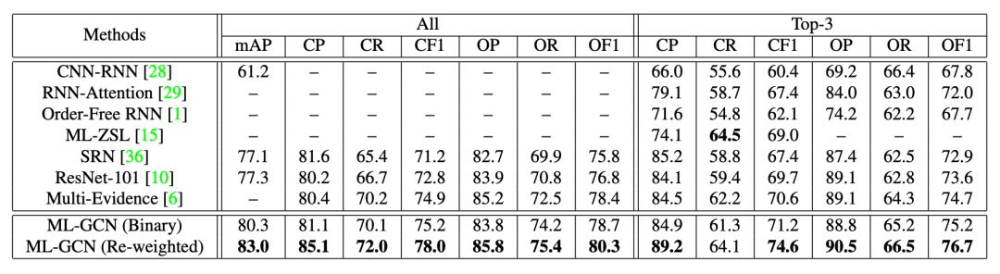 Methods All Top-3
mAP CP CR CF1 OP OR OF1 CP CR CF1 OP OR OF1
CNN-RNN [28] 61.2 – – – – – – 66.0 55.6 60.4 69.2 66.4 67.8
RNN-Attention [29] – – – – – – – 79.1 58.7 67.4 84.0 63.0 72.0
Order-Free RNN [1] – – – – – – – 71.6 54.8 62.1 74.2 62.2 67.7
ML-ZSL [15] – – – – – – – 74.1 64.5 69.0 – – –
SRN [36] 77.1 81.6 65.4 71.2 82.7 69.9 75.8 85.2 58.8 67.4 87.4 62.5 72.9
ResNet-101 [10] 77.3 80.2 66.7 72.8 83.9 70.8 76.8 84.1 59.4 69.7 89.1 62.8 73.6
Multi-Evidence [6] – 80.4 70.2 74.9 85.2 72.5 78.4 84.5 62.2 70.6 89.1 64.3 74.7
ML-GCN (Binary) 80.3 81.1 70.1 75.2 83.8 74.2 78.7 84.9 61.3 71.2 88.8 65.2 75.2
ML-GCN (Re-weighted) 83.0 85.1 72.0 78.0 85.8 75.4 80.3 89.2 64.1 74.6 90.5 66.5 76.7